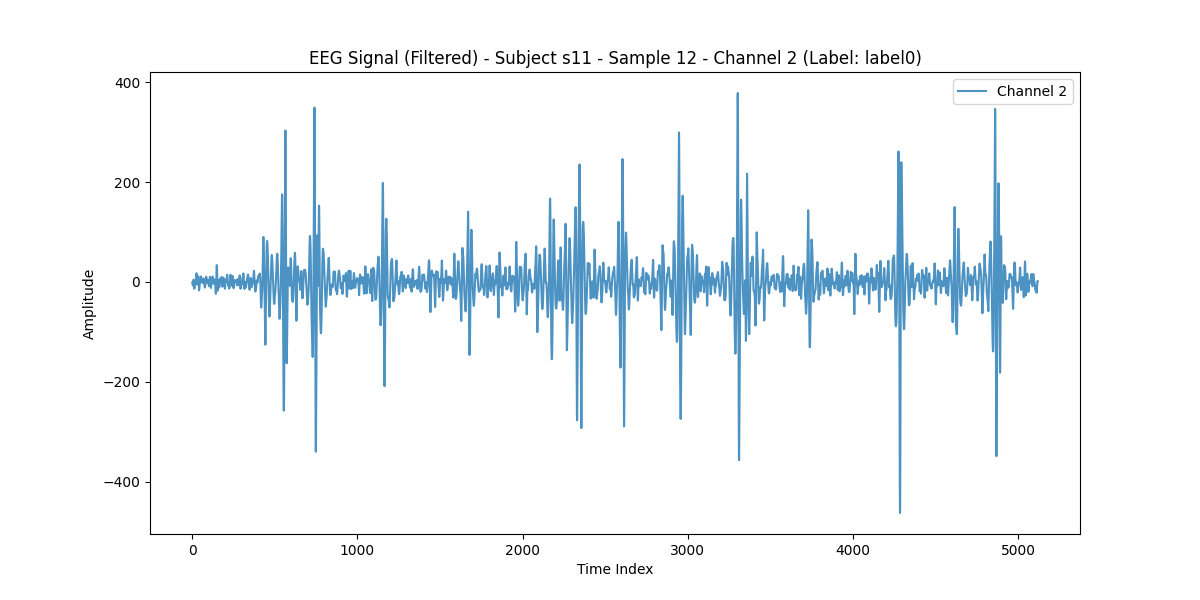 EEG Signal (Filtered) - Subject s11 - Sample 12 - Channel 2 (Label: label0)
Channel 2
400
200
0
−200
−400
Amplitude
0 1000 2000 3000 4000 5000
Time Index